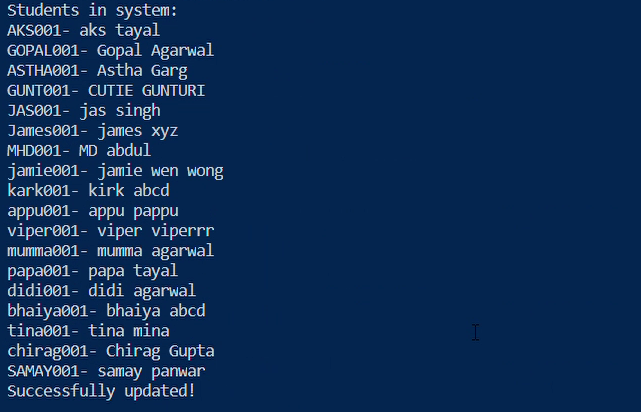 Students in system:
AKS001- aks tayal
GOPAL001- Gopal Agarwal
ASTHA001- Astha Garg
GUNT001- CUTIE GUNTURI
JAS001- jas singh
James001- james xyz
MHD001- MD abdul
jamie001- jamie wen wong
kark001- kirk abcd
appu001- appu pappu
viper001- viper viperrr
mumma001- mumma agarwal
papa001- papa tayal
didi001- didi agarwal
bhaiya001- bhaiya abcd
tina001- tina mina
chirag001- Chirag Gupta
SAMAY001- samay panwar
Successfully updated!